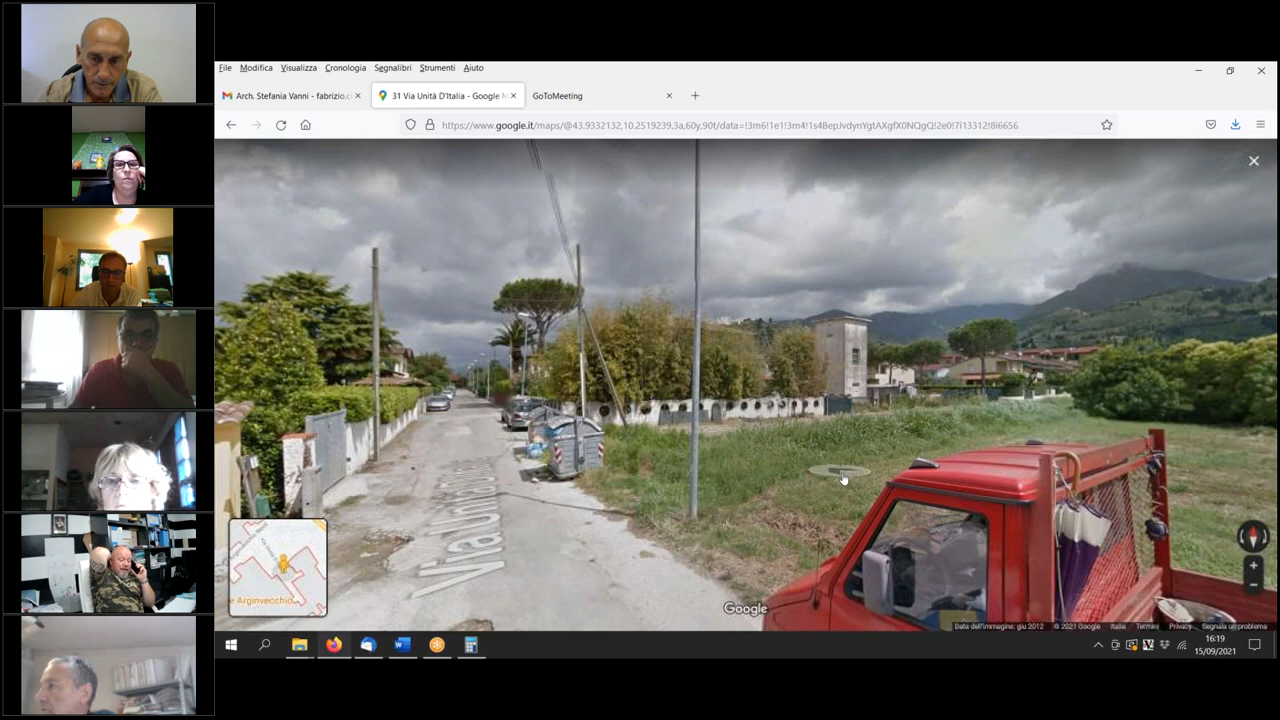 File Modifica Visualizza Cronologia Segnalibri Strumenti Aiuto
Arch. Stefania Vanni - fabrizio.c
31 Via Unità D'Italia - Google M
GoToMeeting
https://www.google.it/maps/@43.9332132,10.2519239,3a,60y,90t/data=!3m6!1e1!3m4!1s4BepJvdynYgtAXgfX0NQgQ!2e0!7i13312!8i6656
Via Unità D'It
e Arginvecchio
Google
Data dell'immagine: giu 2012 © 2021 Google Italia Termini Privacy Segnala un problema
16:19
15/09/2021